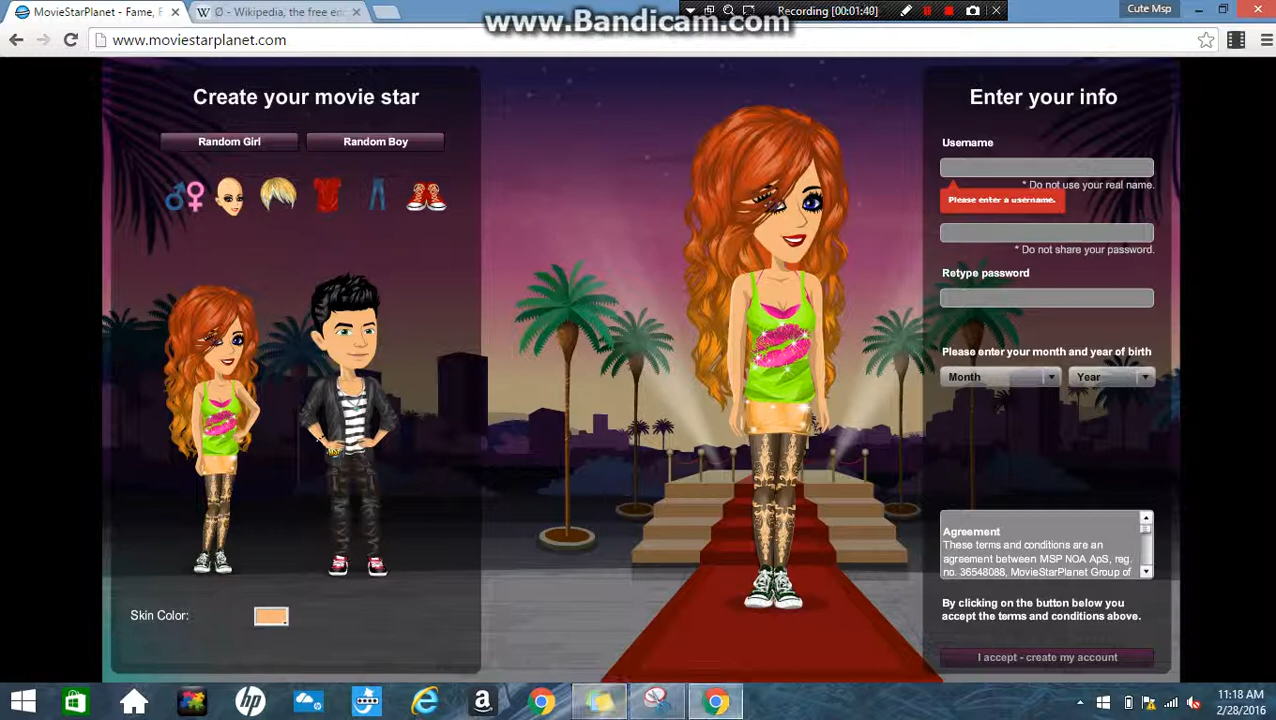 MovieStarPlanet - Fame, F
Ø - Wikipedia, the free en
www.Bandicam.com
Recording [00:01:40]
Cute Msp
www.moviestarplanet.com
Create your movie star
Random Girl
Random Boy
Skin Color:
Enter your info
Username
* Do not use your real name.
Please enter a username.
* Do not share your password.
Retype password
Please enter your month and year of birth
Month
Year
Agreement
These terms and conditions are an
agreement between MSP NOA ApS, reg.
no. 36548088, MovieStarPlanet Group of
By clicking on the button below you
accept the terms and conditions above.
I accept - create my account
11:18 AM
2/28/2016